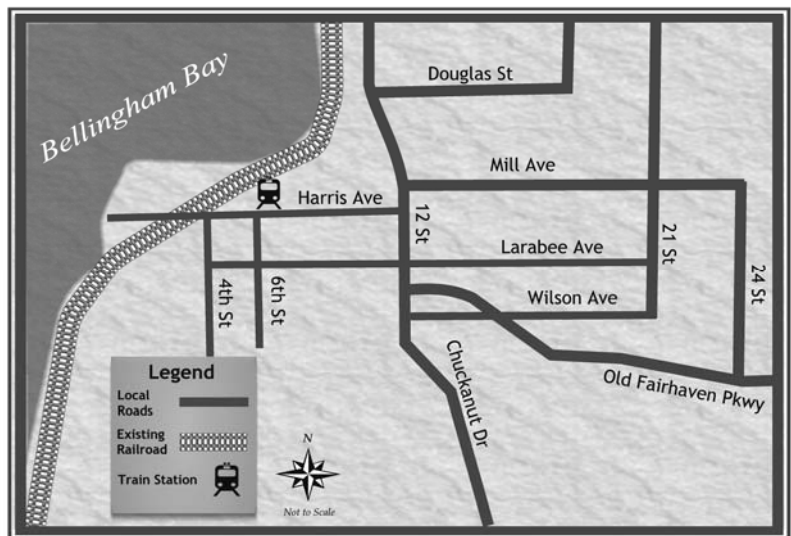 Bellingham Bay
Douglas St
Mill Ave
Harris Ave
12 St
21 St
Larabee Ave
24 St
4th St
6th St
Wilson Ave
Chuckanut Dr
Old Fairhaven Pkwy
Legend
Local
Roads
Existing
Railroad
Train Station
N
Not to Scale